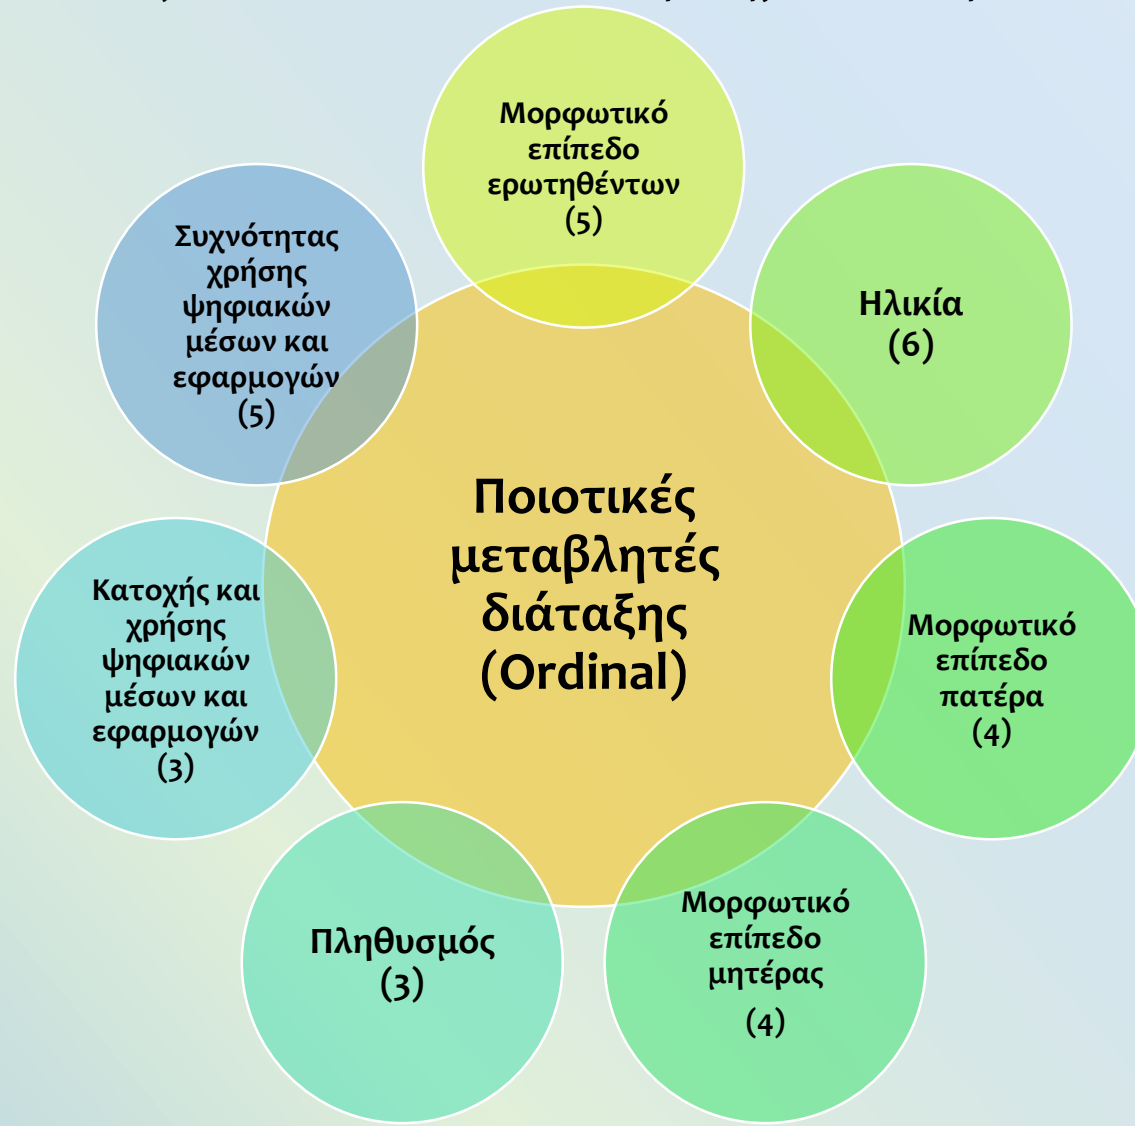 Μορφωτικό
επίπεδο
ερωτηθέντων
(5)
Ηλικία
(6)
Μορφωτικό
επίπεδο
πατέρα
(4)
Μορφωτικό
επίπεδο
μητέρας
(4)
Πληθυσμός
(3)
Κατοχής και
χρήσης
ψηφιακών
μέσων και
εφαρμογών
(3)
Συχνότητας
χρήσης
ψηφιακών
μέσων και
εφαρμογών
(5)
Ποιοτικές
μεταβλητές
διάταξης
(Ordinal)